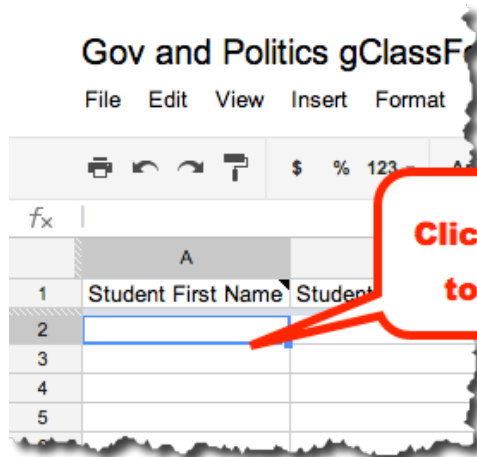 Gov and Politics gClassF
File Edit View Insert Format
$ % 123
fx
A
1 Student First Name Student
2
3
4
5
Clic
to